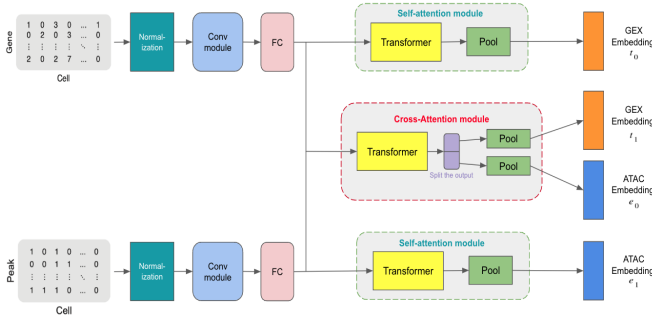 Gene
1 0 3 0 ... 1
0 2 0 3 ... 0
⋮ ⋮ ⋮ ⋮ ⋱ ⋮
2 0 2 7 ... 0
Cell
Normal-
ization
Conv
module
FC
Self-attention module
Transformer
Pool
GEX
Embedding
t0
Cross-Attention module
Transformer
Split the output
Pool
Pool
GEX
Embedding
t1
ATAC
Embedding
e0
Peak
1 0 1 0 ... 0
0 0 1 1 ... 0
⋮ ⋮ ⋮ ⋮ ⋱ ⋮
1 1 1 0 ... 0
Cell
Normal-
ization
Conv
module
FC
Self-attention module
Transformer
Pool
ATAC
Embedding
e1